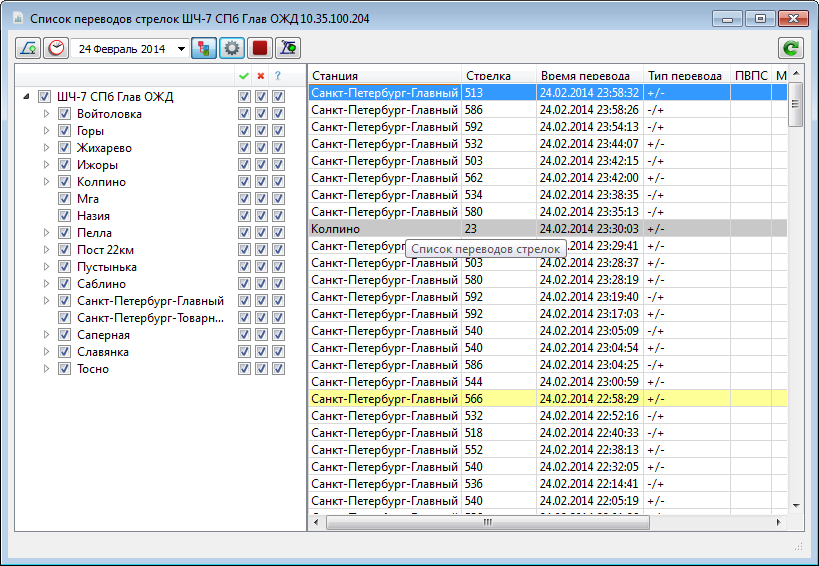 Список переводов стрелок ШЧ-7 СПб Глав ОЖД 10.35.100.204
24 Февраль 2014
?
ШЧ-7 СПб Глав ОЖД
Войтоловка
Горы
Жихарево
Ижоры
Колпино
Мга
Назия
Пелла
Пост 22км
Пустынька
Саблино
Санкт-Петербург-Главный
Санкт-Петербург-Товарн...
Саперная
Славянка
Тосно
Станция Стрелка Время перевода Тип перевода ПВПС М
Санкт-Петербург-Главный 513 24.02.2014 23:58:32 +/-
Санкт-Петербург-Главный 586 24.02.2014 23:58:26 -/+
Санкт-Петербург-Главный 592 24.02.2014 23:54:13 -/+
Санкт-Петербург-Главный 532 24.02.2014 23:44:07 +/-
Санкт-Петербург-Главный 503 24.02.2014 23:42:15 -/+
Санкт-Петербург-Главный 562 24.02.2014 23:42:00 +/-
Санкт-Петербург-Главный 534 24.02.2014 23:38:35 -/+
Санкт-Петербург-Главный 580 24.02.2014 23:35:13 -/+
Колпино 23 24.02.2014 23:30:03 +/-
Санкт-Петербург- 24.02.2014 23:29:41 +/-
Список переводов стрелок
Санкт-Петербург-Главный 503 24.02.2014 23:28:37 +/-
Санкт-Петербург-Главный 580 24.02.2014 23:28:19 +/-
Санкт-Петербург-Главный 592 24.02.2014 23:19:40 +/-
Санкт-Петербург-Главный 592 24.02.2014 23:17:03 +/-
Санкт-Петербург-Главный 540 24.02.2014 23:05:09 -/+
Санкт-Петербург-Главный 540 24.02.2014 23:04:54 +/-
Санкт-Петербург-Главный 586 24.02.2014 23:04:25 +/-
Санкт-Петербург-Главный 544 24.02.2014 23:00:59 +/-
Санкт-Петербург-Главный 566 24.02.2014 22:58:29 +/-
Санкт-Петербург-Главный 532 24.02.2014 22:52:16 -/+
Санкт-Петербург-Главный 518 24.02.2014 22:40:33 -/+
Санкт-Петербург-Главный 552 24.02.2014 22:38:13 +/-
Санкт-Петербург-Главный 540 24.02.2014 22:32:05 +/-
Санкт-Петербург-Главный 536 24.02.2014 22:14:41 -/+
Санкт-Петербург-Главный 540 24.02.2014 22:05:19 +/-